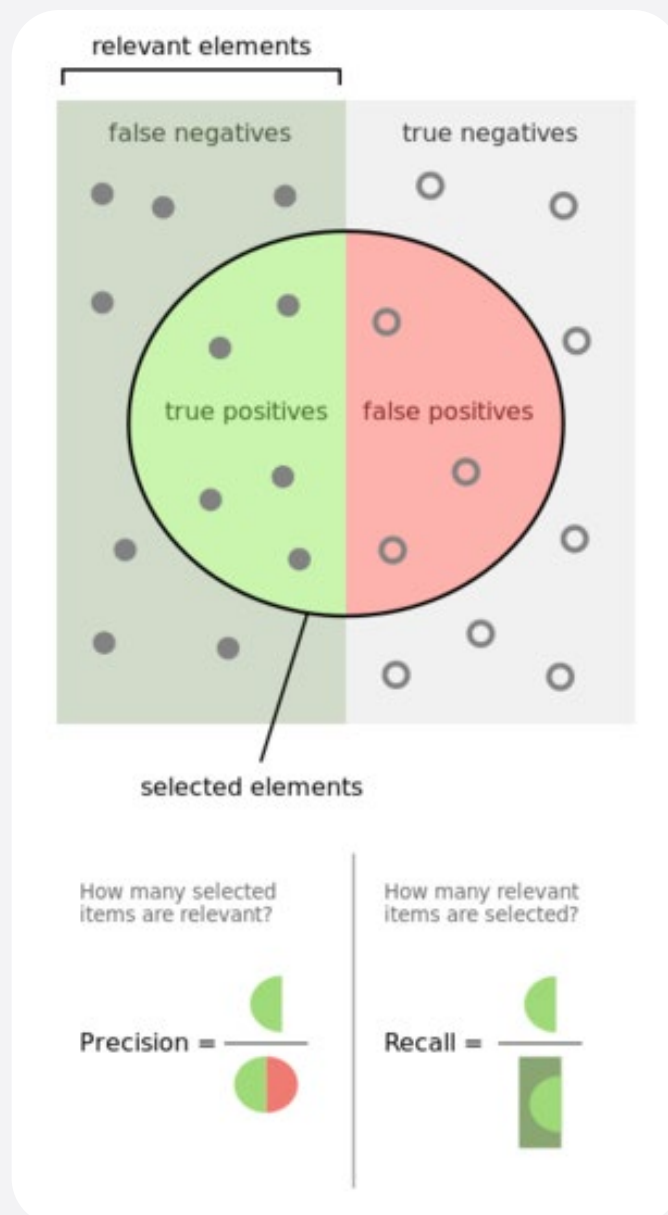 relevant elements
false negatives
true negatives
true positives
false positives
selected elements
How many selected
items are relevant?
How many relevant
items are selected?
Precision =
Recall =